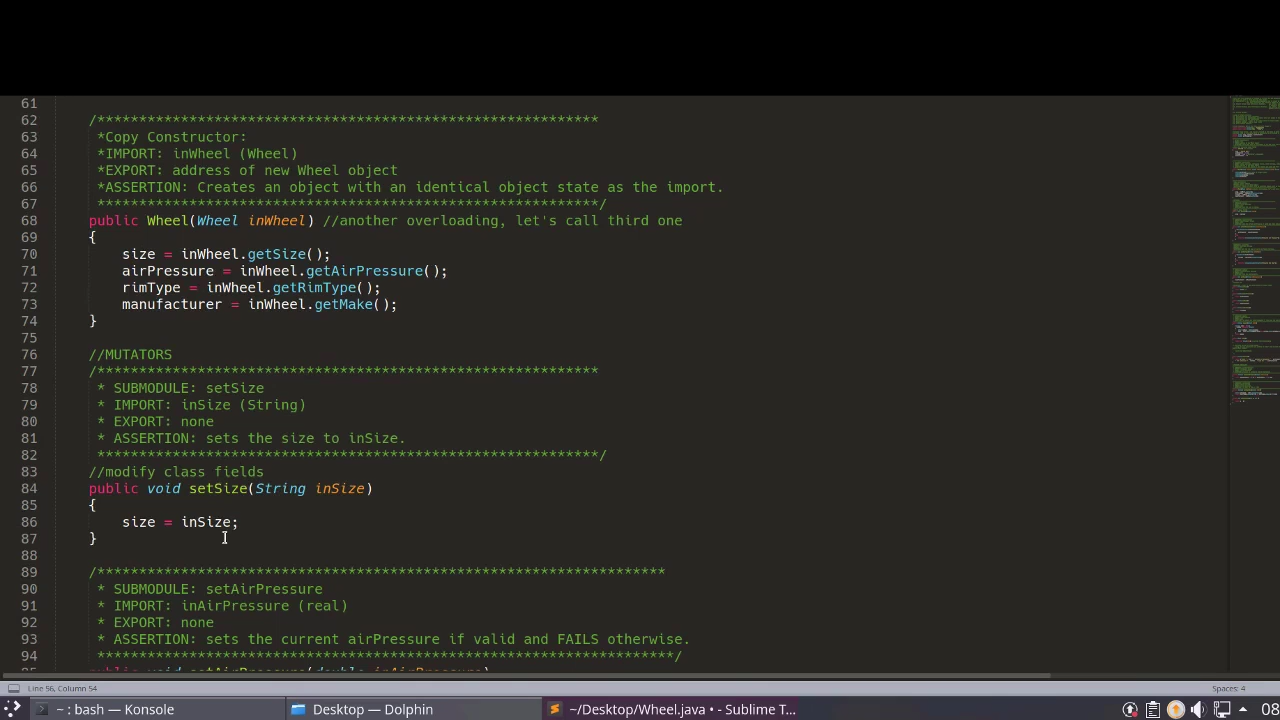 61
62 /*************************************************************
63 *Copy Constructor:
64 *IMPORT: inWheel (Wheel)
65 *EXPORT: address of new Wheel object
66 *ASSERTION: Creates an object with an identical object state as the import.
67 *************************************************************/
68 public Wheel(Wheel inWheel) //another overloading, let's call third one
69 {
70 size = inWheel.getSize();
71 airPressure = inWheel.getAirPressure();
72 rimType = inWheel.getRimType();
73 manufacturer = inWheel.getMake();
74 }
75
76 //MUTATORS
77 /*************************************************************
78 * SUBMODULE: setSize
79 * IMPORT: inSize (String)
80 * EXPORT: none
81 * ASSERTION: sets the size to inSize.
82 *************************************************************/
83 //modify class fields
84 public void setSize(String inSize)
85 {
86 size = inSize;
87 }
88
89 /*********************************************************************
90 * SUBMODULE: setAirPressure
91 * IMPORT: inAirPressure (real)
92 * EXPORT: none
93 * ASSERTION: sets the current airPressure if valid and FAILS otherwise.
94 **********************************************************************/
95 public void setAirPressure(double inAirPressure)
Line 56, Column 54 Spaces: 4
~ : bash — Konsole Desktop — Dolphin ~/Desktop/Wheel.java • - Sublime T... 08